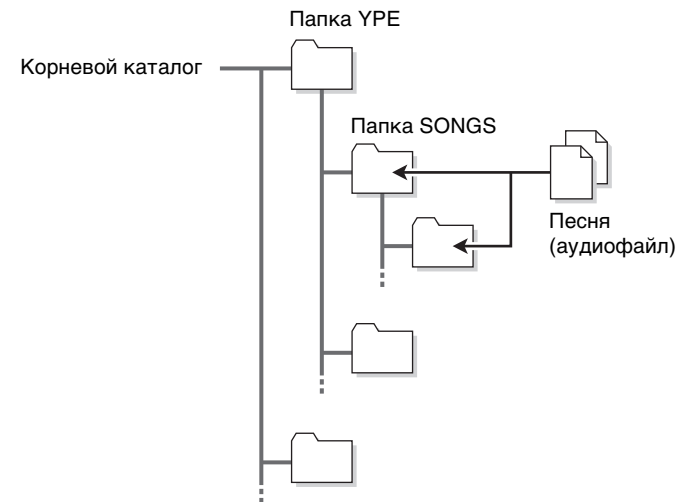 Папка YPE
Корневой каталог
Папка SONGS
Песня
(аудиофайл)